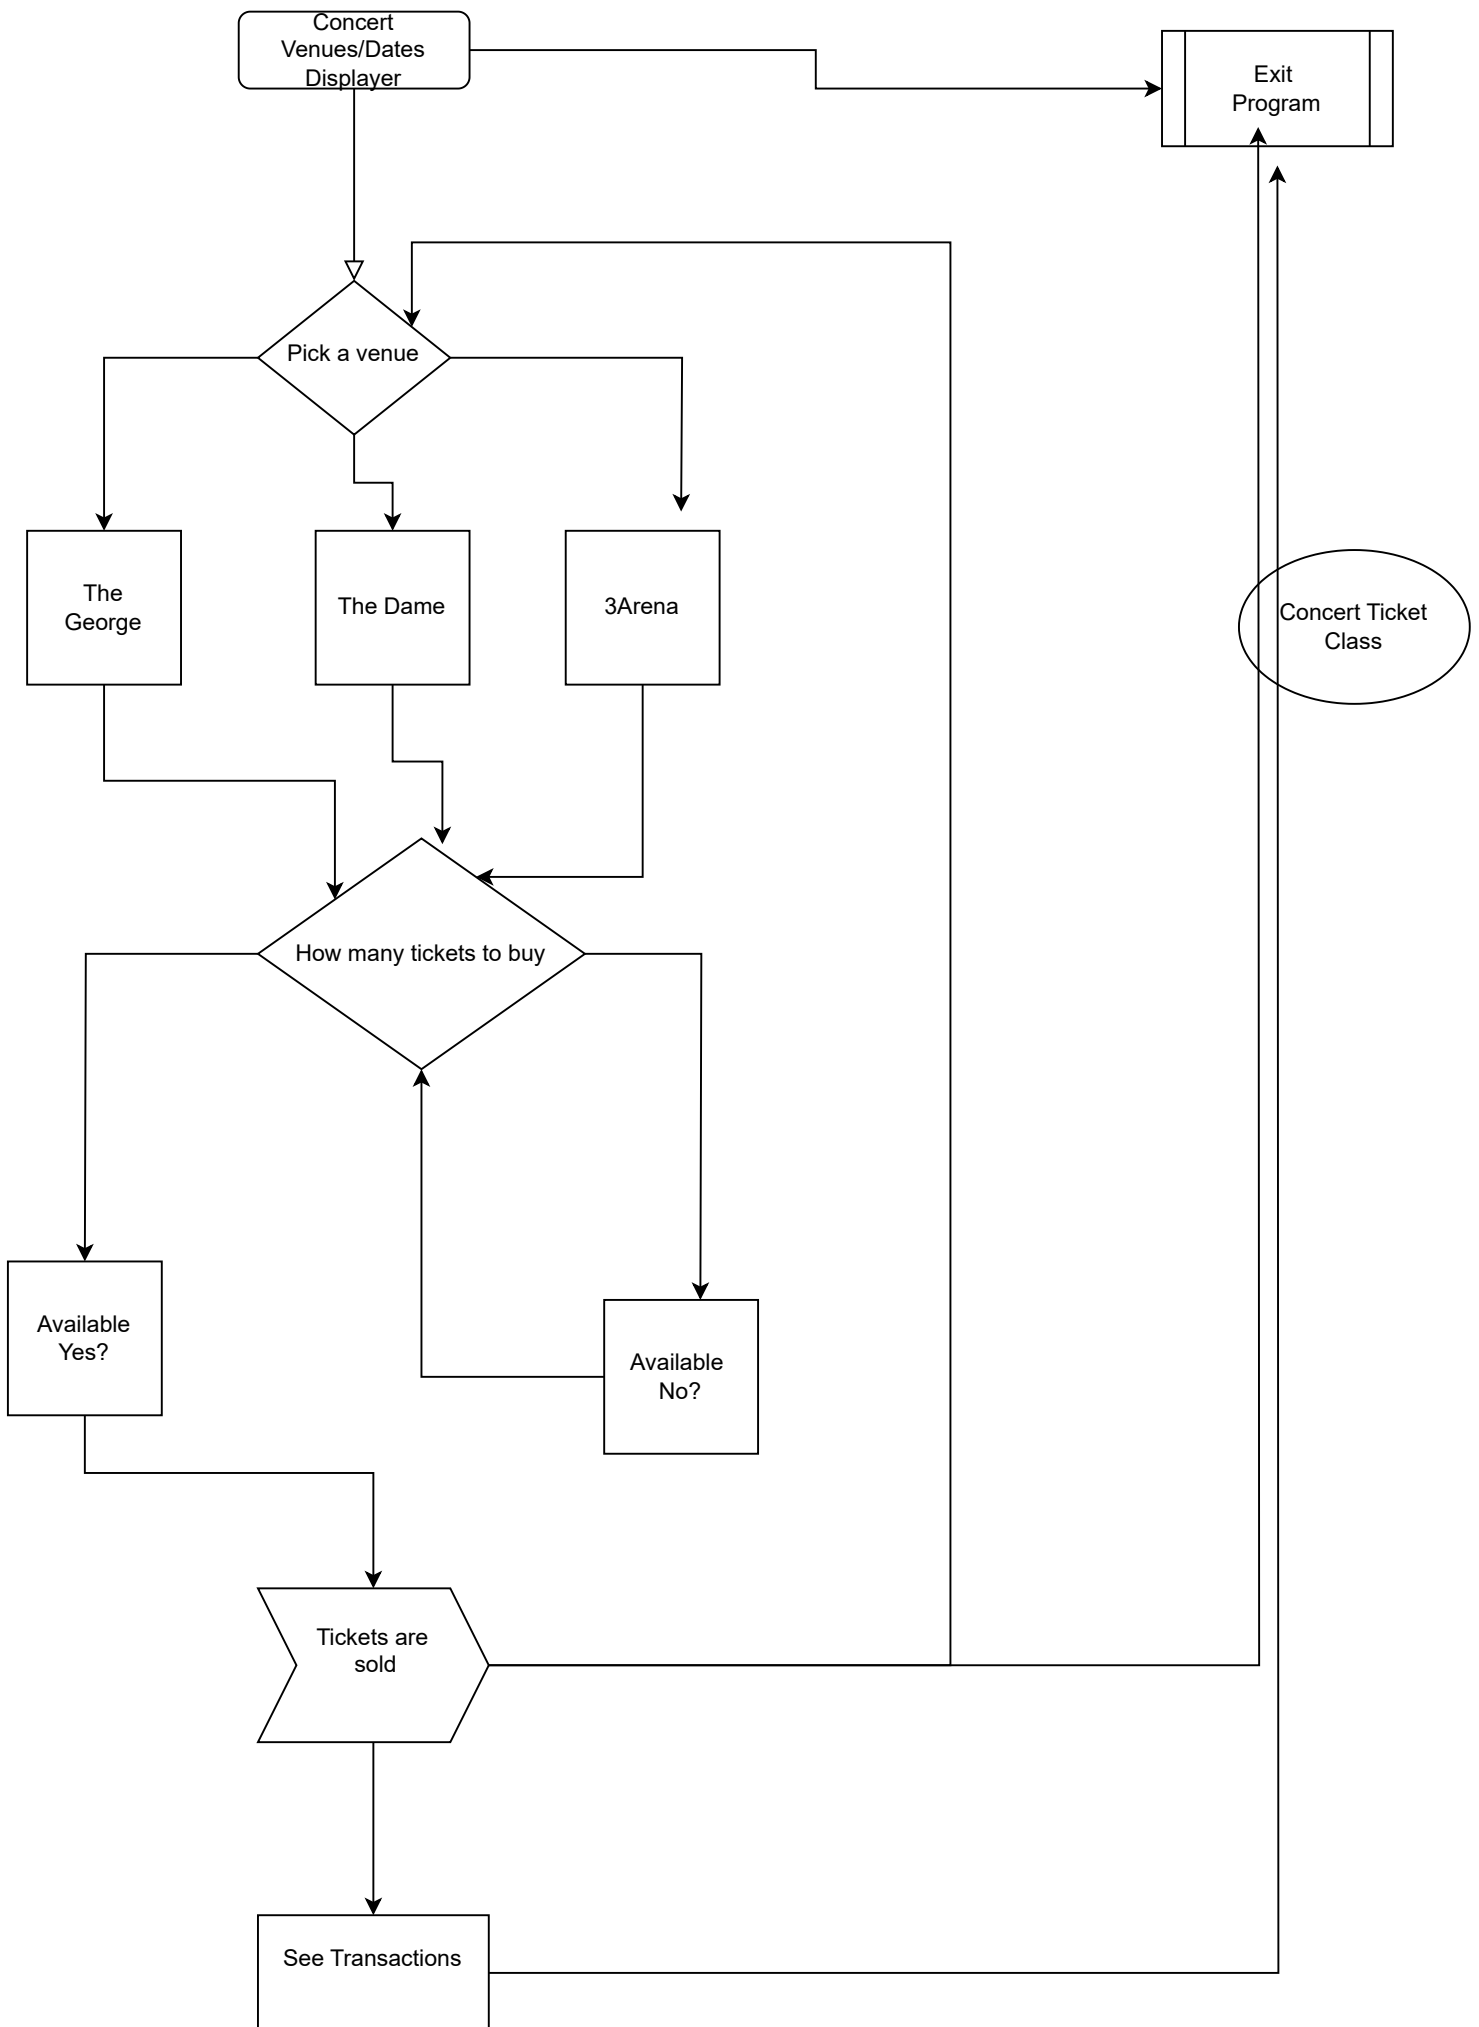 Concert
Venues/Dates
Displayer
Exit
Program
Pick a venue
The
George
The Dame
3Arena
Concert Ticket
Class
How many tickets to buy
Available
Yes?
Available
No?
Tickets are
sold
See Transactions